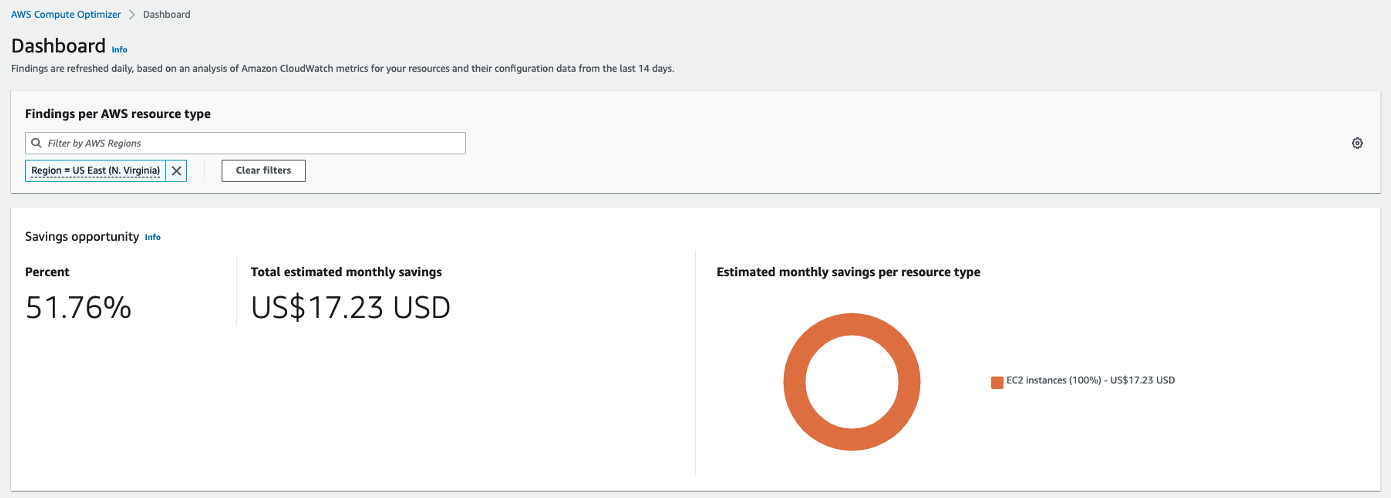 AWS Compute Optimizer > Dashboard
Dashboard Info
Findings are refreshed daily, based on an analysis of Amazon CloudWatch metrics for your resources and their configuration data from the last 14 days.
Findings per AWS resource type
Filter by AWS Regions
Region = US East (N. Virginia)
Clear filters
Savings opportunity Info
Percent
51.76%
Total estimated monthly savings
US$17.23 USD
Estimated monthly savings per resource type
EC2 instances (100%) - US$17.23 USD